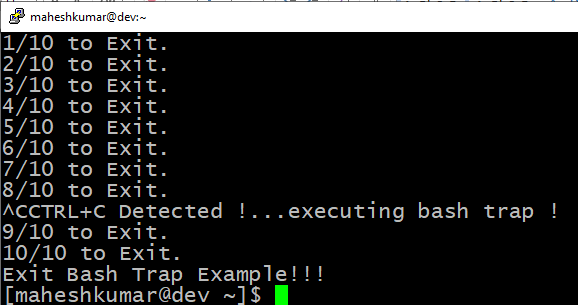 maheshkumar@dev:~
1/10 to Exit.
2/10 to Exit.
3/10 to Exit.
4/10 to Exit.
5/10 to Exit.
6/10 to Exit.
7/10 to Exit.
8/10 to Exit.
^CCTRL+C Detected !...executing bash trap !
9/10 to Exit.
10/10 to Exit.
Exit Bash Trap Example!!!
[maheshkumar@dev ~]$